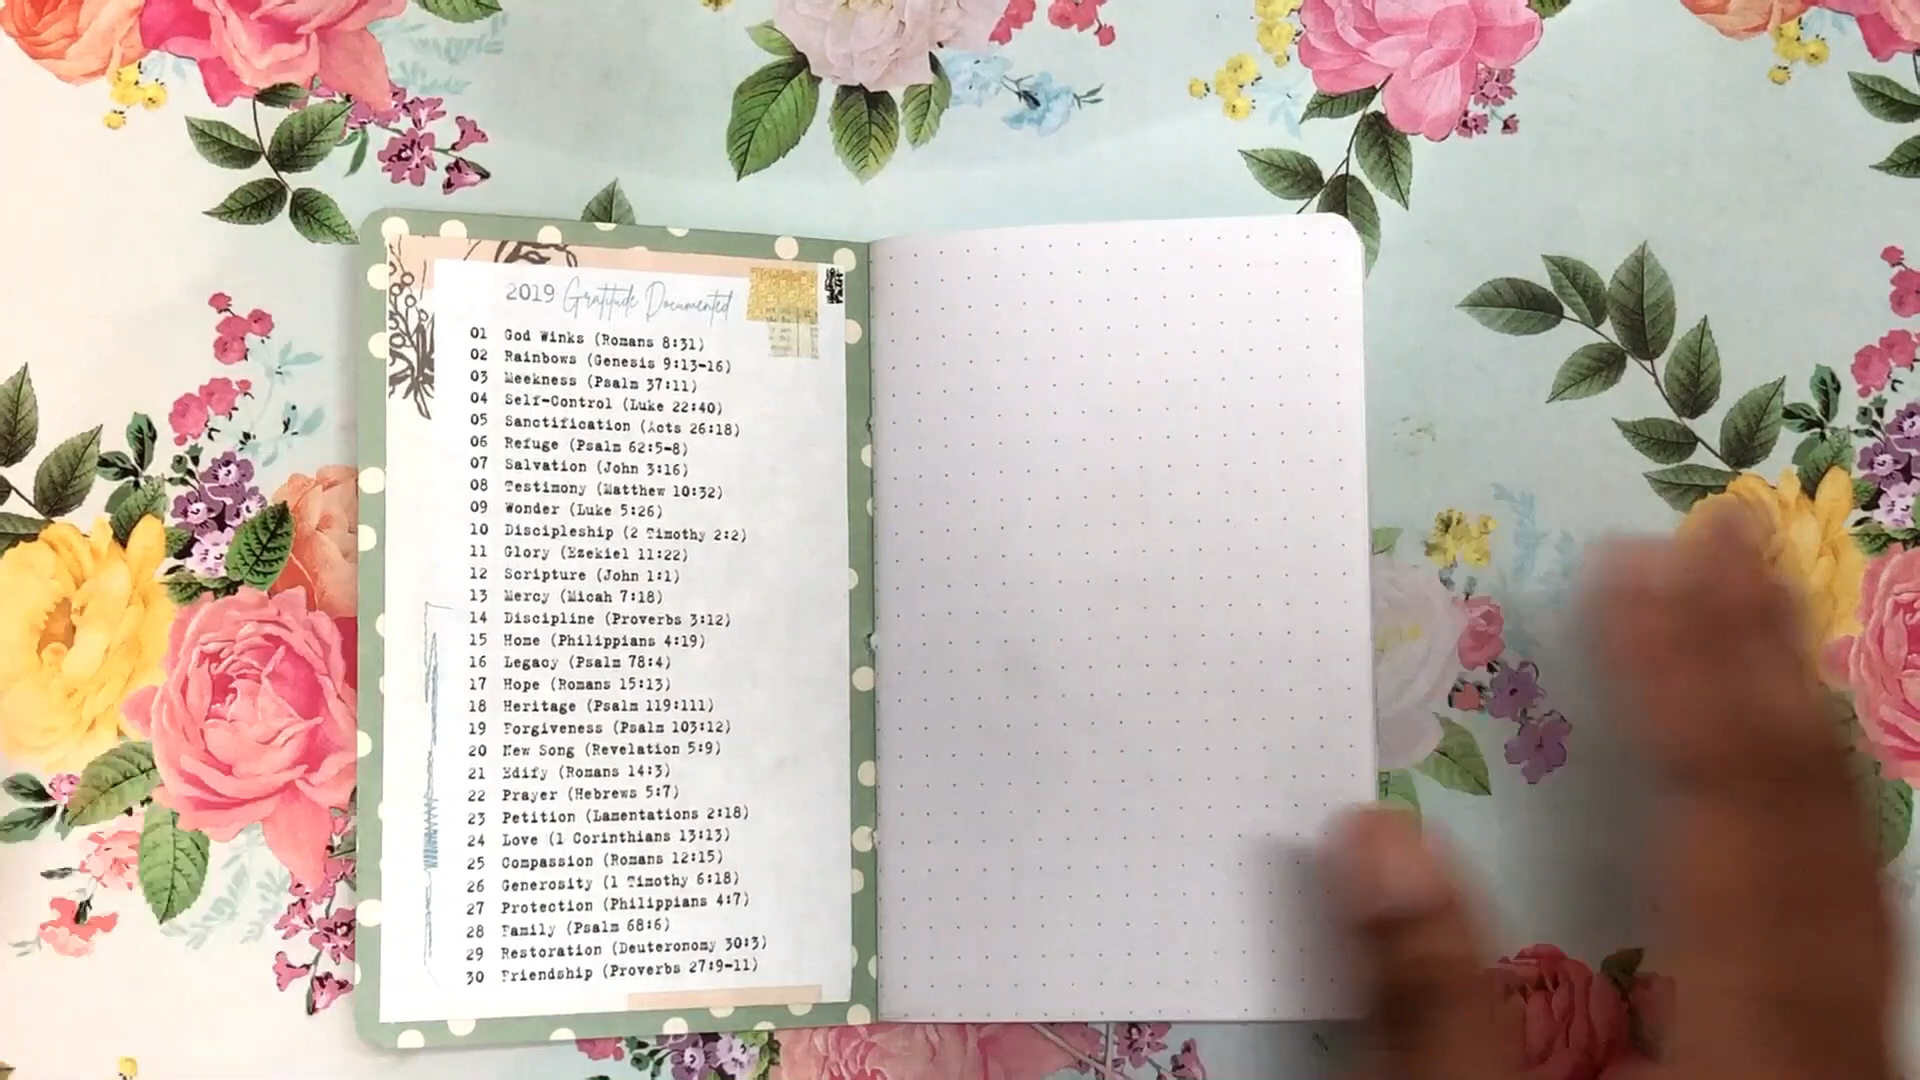 2019 Gratitude Documented
01 God Winks (Romans 8:31)
02 Rainbows (Genesis 9:13-16)
03 Meekness (Psalm 37:11)
04 Self-Control (Luke 22:40)
05 Sanctification (Acts 26:18)
06 Refuge (Psalm 62:5-8)
07 Salvation (John 3:16)
08 Testimony (Matthew 10:32)
09 Wonder (Luke 5:26)
10 Discipleship (2 Timothy 2:2)
11 Glory (Ezekiel 11:22)
12 Scripture (John 1:1)
13 Mercy (Micah 7:18)
14 Discipline (Proverbs 3:12)
15 Home (Philippians 4:19)
16 Legacy (Psalm 78:4)
17 Hope (Romans 15:13)
18 Heritage (Psalm 119:111)
19 Forgiveness (Psalm 103:12)
20 New Song (Revelation 5:9)
21 Edify (Romans 14:3)
22 Prayer (Hebrews 5:7)
23 Petition (Lamentations 2:18)
24 Love (1 Corinthians 13:13)
25 Compassion (Romans 12:15)
26 Generosity (1 Timothy 6:18)
27 Protection (Philippians 4:7)
28 Family (Psalm 68:6)
29 Restoration (Deuteronomy 30:3)
30 Friendship (Proverbs 27:9-11)